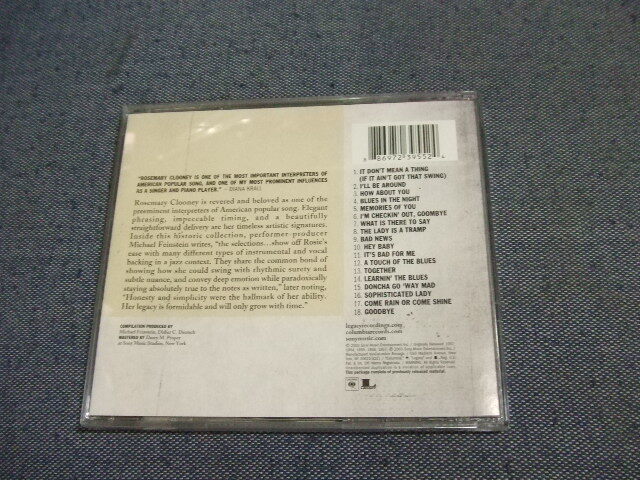 "ROSEMARY CLOONEY IS ONE OF THE MOST IMPORTANT INTERPRETERS OF
AMERICAN POPULAR SONG, AND ONE OF MY MOST PROMINENT INFLUENCES
AS A SINGER AND PIANO PLAYER." – DIANA KRALL
Rosemary Clooney is revered and beloved as one of the
preeminent interpreters of American popular song. Elegant
phrasing, impeccable timing, and a beautifully
straightforward delivery are her timeless artistic signatures.
Inside this historic collection, performer-producer
Michael Feinstein writes, "the selections...show off Rosie's
ease with many different types of instrumental and vocal
backing in a jazz context. They share the common bond of
showing how she could swing with rhythmic surety and
subtle nuance, and convey deep emotion while paradoxically
staying absolutely true to the notes as written," later noting,
"Honesty and simplicity were the hallmark of her ability.
Her legacy is formidable and will only grow with time."
COMPILATION PRODUCED BY
Michael Feinstein, Didier C. Deutsch
MASTERED BY Darcy M. Proper
at Sony Music Studios, New York
86972 39552
1. IT DON'T MEAN A THING
(IF IT AIN'T GOT THAT SWING)
2. I'LL BE AROUND
3. HOW ABOUT YOU
4. BLUES IN THE NIGHT
5. MEMORIES OF YOU
6. I'M CHECKIN' OUT, GOOMBYE
7. WHAT IS THERE TO SAY
8. THE LADY IS A TRAMP
9. BAD NEWS
10. HEY BABY
11. IT'S BAD FOR ME
12. A TOUCH OF THE BLUES
13. TOGETHER
14. LEARNIN' THE BLUES
15. DONCHA GO 'WAY MAD
16. SOPHISTICATED LADY
17. COME RAIN OR COME SHINE
18. GOODBYE
legacyrecordings.com
columbiarecords.com
sonymusic.com
This package consists of previously released material.